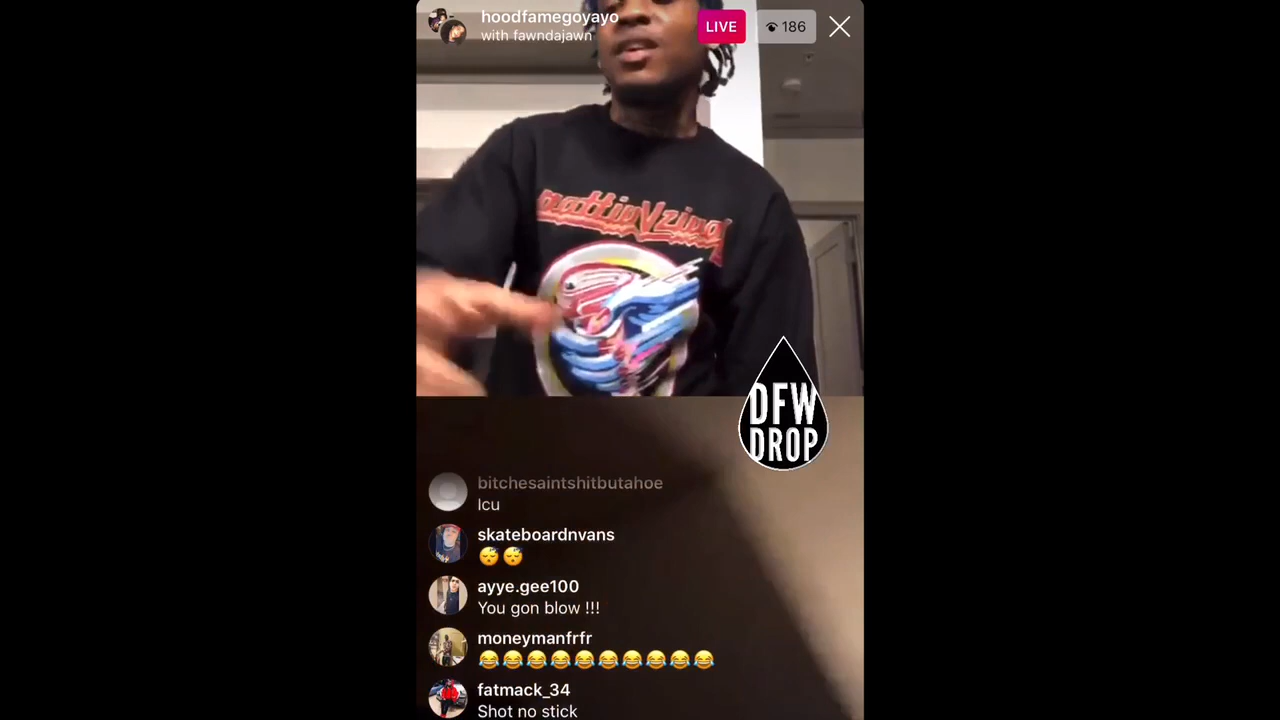 hoodfamegoyayo
with fawndajawn
LIVE
186
DFW
DROP
bitchesaintshitbutahoe
Icu
skateboardnvans
😴😴
ayye.gee100
You gon blow !!!
moneymanfrfr
😂😂😂😂😂😂😂😂😂😂
fatmack_34
Shot no stick